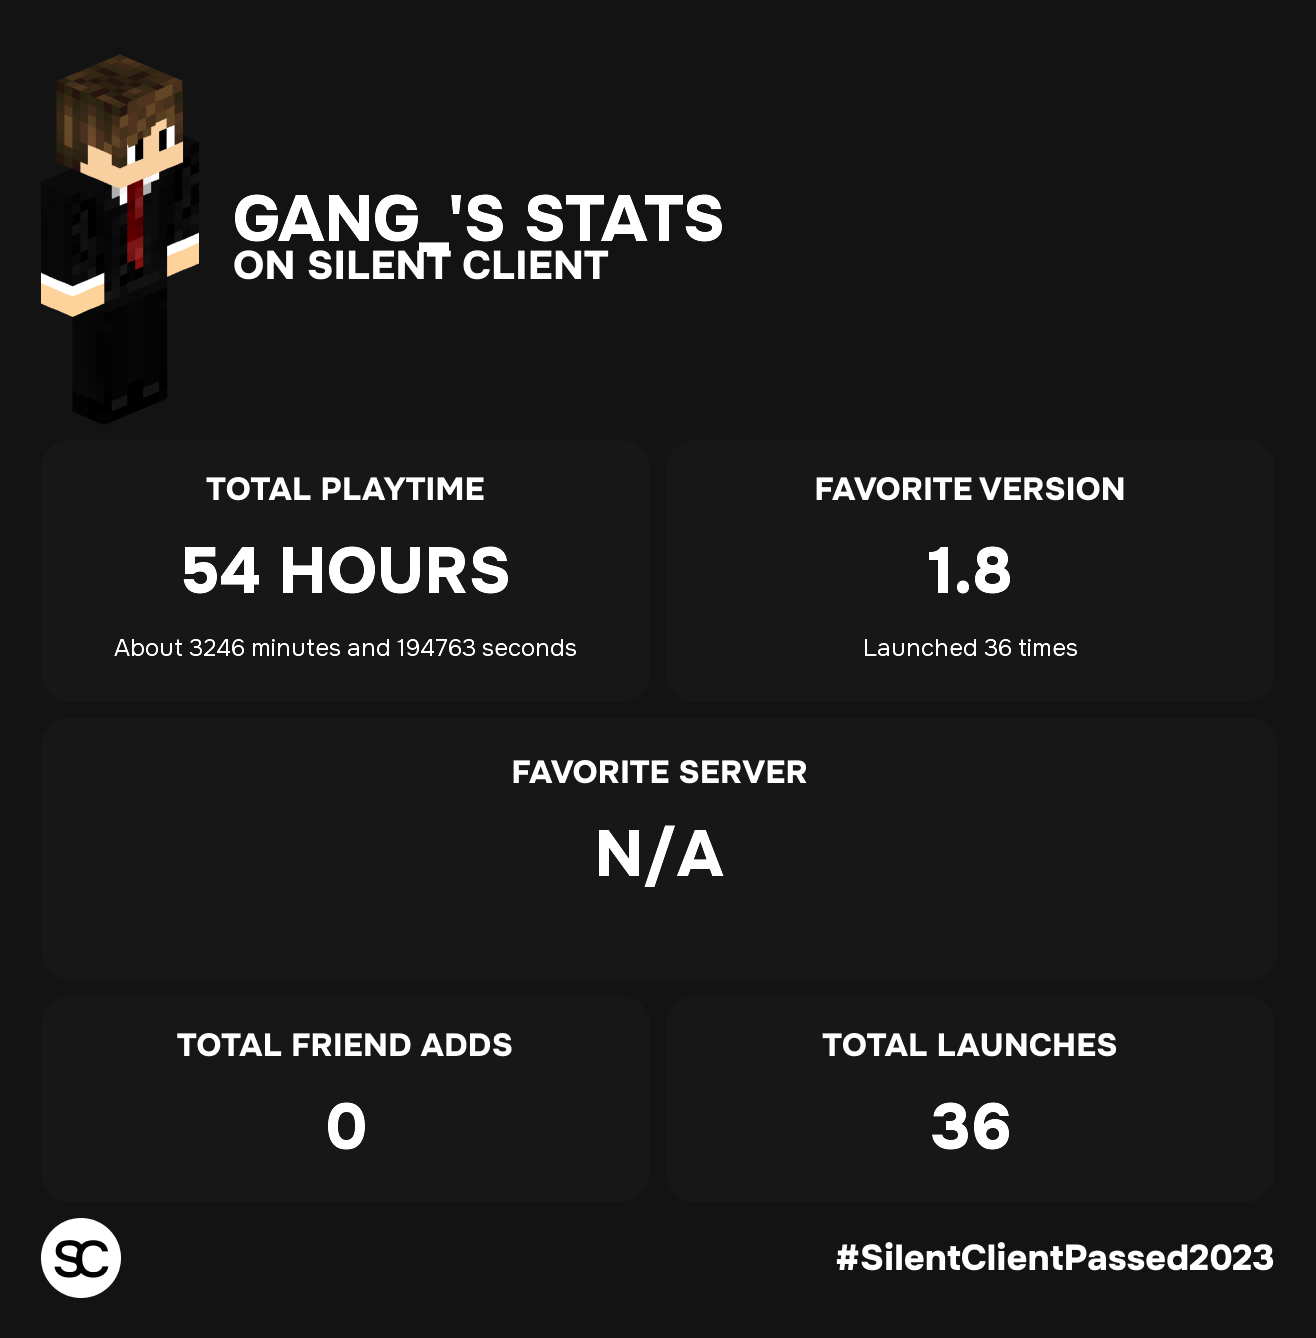 GANG_'S STATS
ON SILENT CLIENT
TOTAL PLAYTIME
54 HOURS
About 3246 minutes and 194763 seconds
FAVORITE VERSION
1.8
Launched 36 times
FAVORITE SERVER
N/A
TOTAL FRIEND ADDS
0
TOTAL LAUNCHES
36
SC
#SilentClientPassed2023